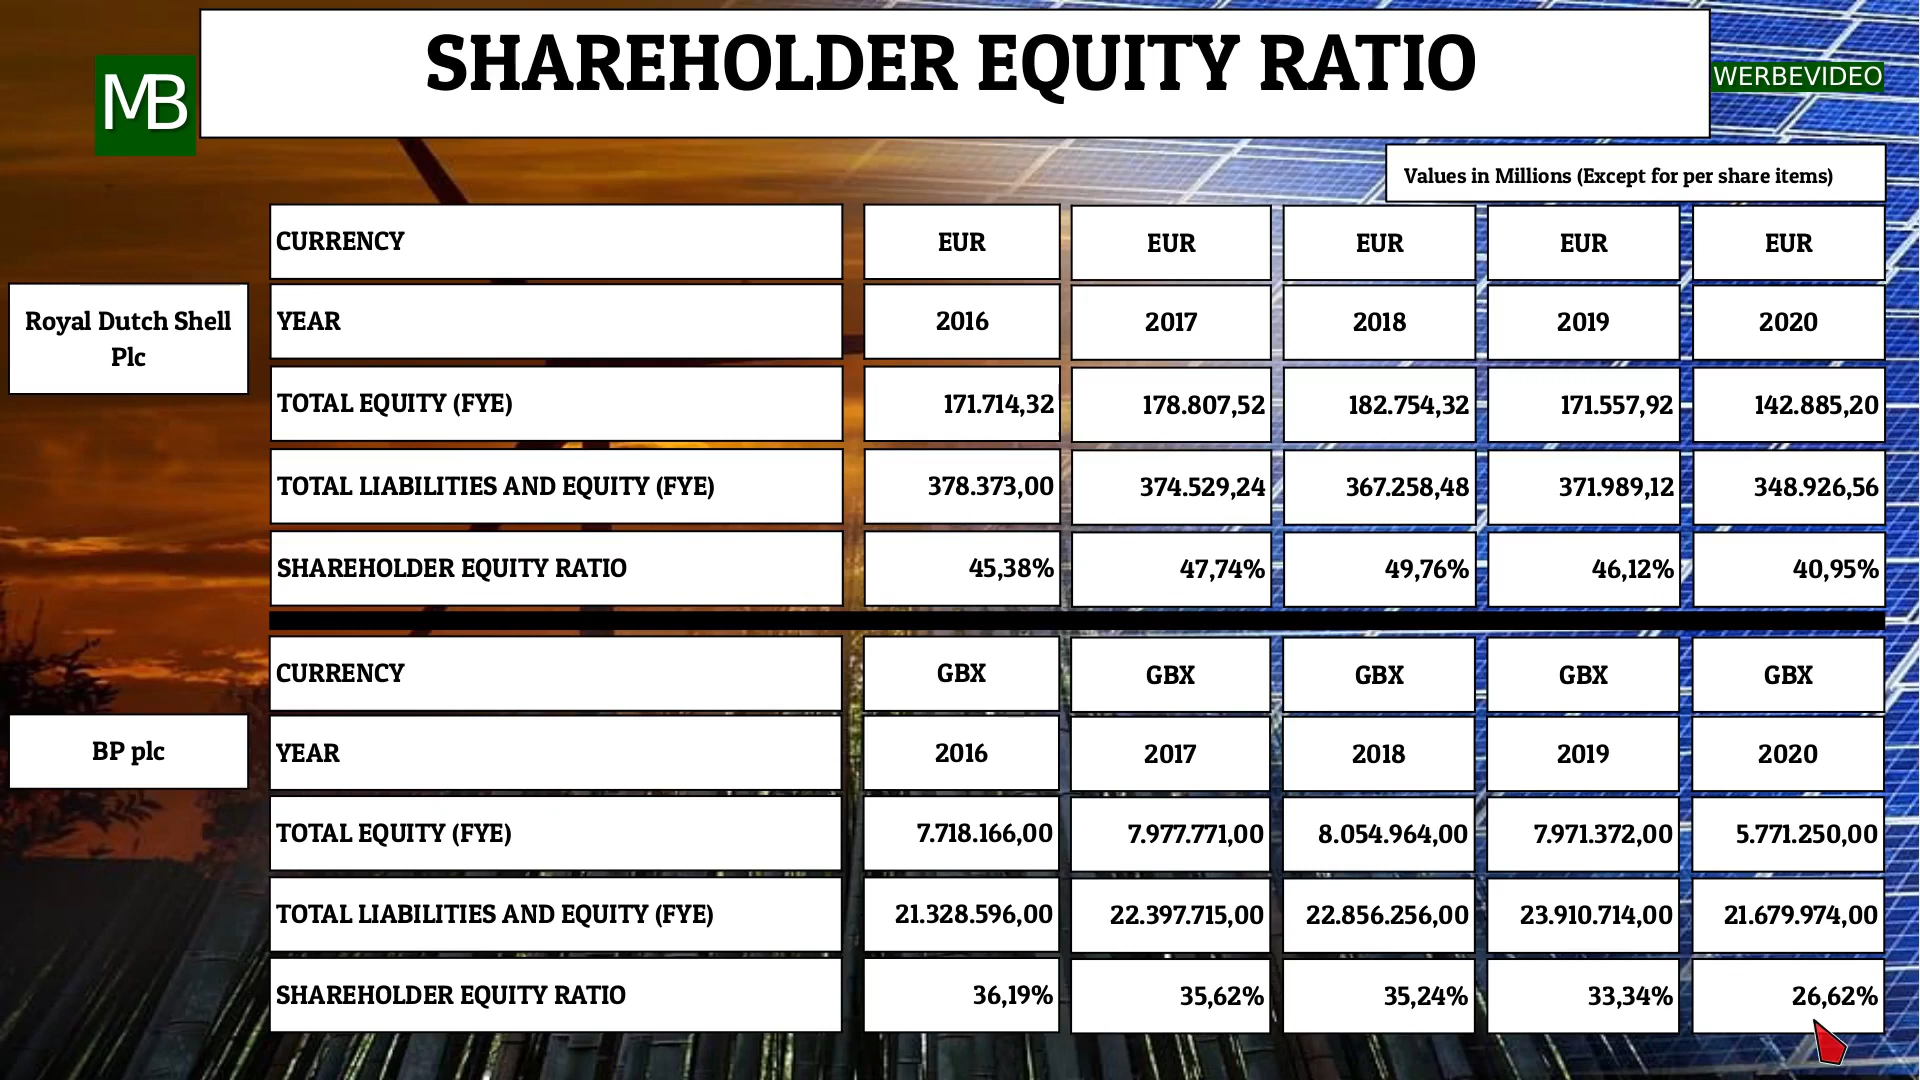 SHAREHOLDER EQUITY RATIO
MB
WERBEVIDEO
Values in Millions (Except for per share items)
CURRENCY EUR EUR EUR EUR EUR
Royal Dutch Shell
Plc
YEAR 2016 2017 2018 2019 2020
TOTAL EQUITY (FYE) 171.714,32 178.807,52 182.754,32 171.557,92 142.885,20
TOTAL LIABILITIES AND EQUITY (FYE) 378.373,00 374.529,24 367.258,48 371.989,12 348.926,56
SHAREHOLDER EQUITY RATIO 45,38% 47,74% 49,76% 46,12% 40,95%
CURRENCY GBX GBX GBX GBX GBX
BP plc
YEAR 2016 2017 2018 2019 2020
TOTAL EQUITY (FYE) 7.718.166,00 7.977.771,00 8.054.964,00 7.971.372,00 5.771.250,00
TOTAL LIABILITIES AND EQUITY (FYE) 21.328.596,00 22.397.715,00 22.856.256,00 23.910.714,00 21.679.974,00
SHAREHOLDER EQUITY RATIO 36,19% 35,62% 35,24% 33,34% 26,62%